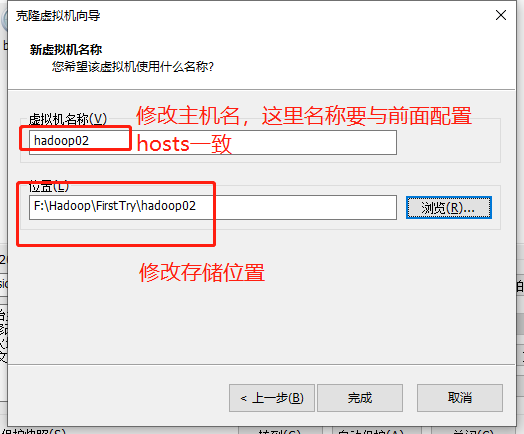 克隆虚拟机向导
新虚拟机名称
您希望该虚拟机使用什么名称?
虚拟机名称(V)
修改主机名，这里名称要与前面配置
hadoop02
hosts一致
位置(L)
F:\Hadoop\FirstTry\hadoop02
浏览(R)...
修改存储位置
< 上一步(B)
完成
取消